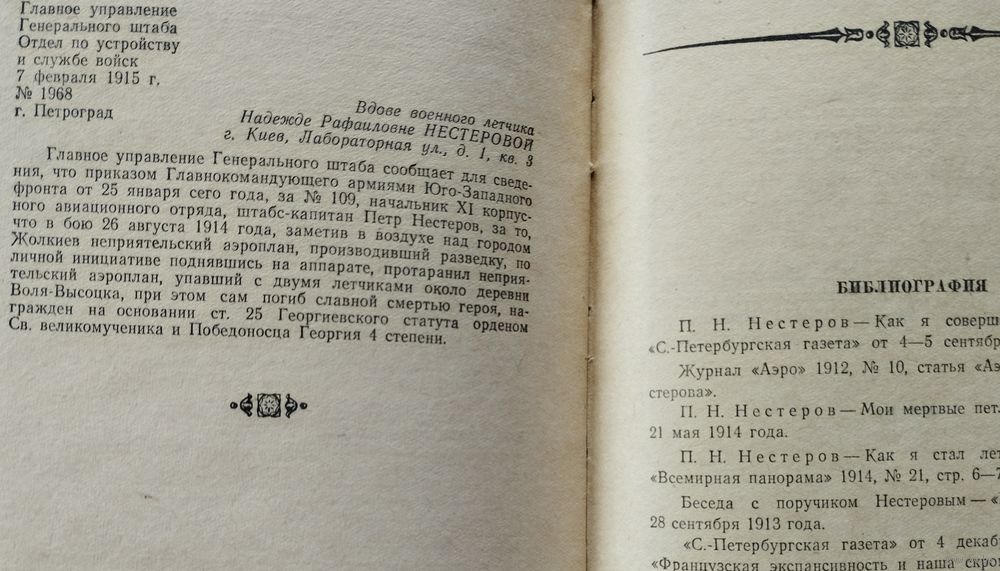 Главное управление
Генерального штаба
Отдел по устройству
и службе войск
7 февраля 1915 г.
№ 1968
г. Петроград
Вдове военного летчика
Надежде Рафаиловне НЕСТЕРОВОЙ
г. Киев, Лабораторная ул., д. 1, кв. 3
Главное управление Генерального штаба сообщает для сведе-
ния, что приказом Главнокомандующего армиями Юго-Западного
фронта от 25 января сего года, за № 109, начальник XI корпус-
ного авиационного отряда, штабс-капитан Петр Нестеров, за то,
что в бою 26 августа 1914 года, заметив в воздухе над городом
Жолкиев неприятельский аэроплан, производивший разведку, по
личной инициативе поднявшись на аппарате, протаранил неприя-
тельский аэроплан, упавший с двумя летчиками около деревни
Воля-Высоцка, при этом сам погиб славной смертью героя, на-
гражден на основании ст. 25 Георгиевского статута орденом
Св. великомученика и Победоносца Георгия 4 степени.
БИБЛИОГРАФИЯ
П. Н. Нестеров — Как я соверш
«С.-Петербургская газета» от 4—5 сентябр
Журнал «Аэро» 1912, № 10, статья «Аэ
стерова».
П. Н. Нестеров — Мои мертвые пет
21 мая 1914 года.
П. Н. Нестеров — Как я стал лет
«Всемирная панорама» 1914, № 21, стр. 6—7
Беседа с поручиком Нестеровым — «
28 сентября 1913 года.
«С.-Петербургская газета» от 4 декаб
«Французская экспансивность и наша скро